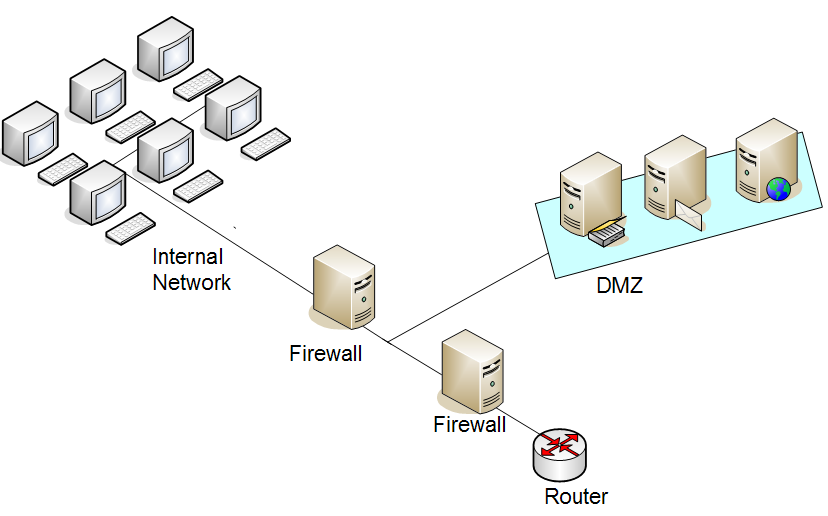 Internal
Network
DMZ
Firewall
Firewall
Router